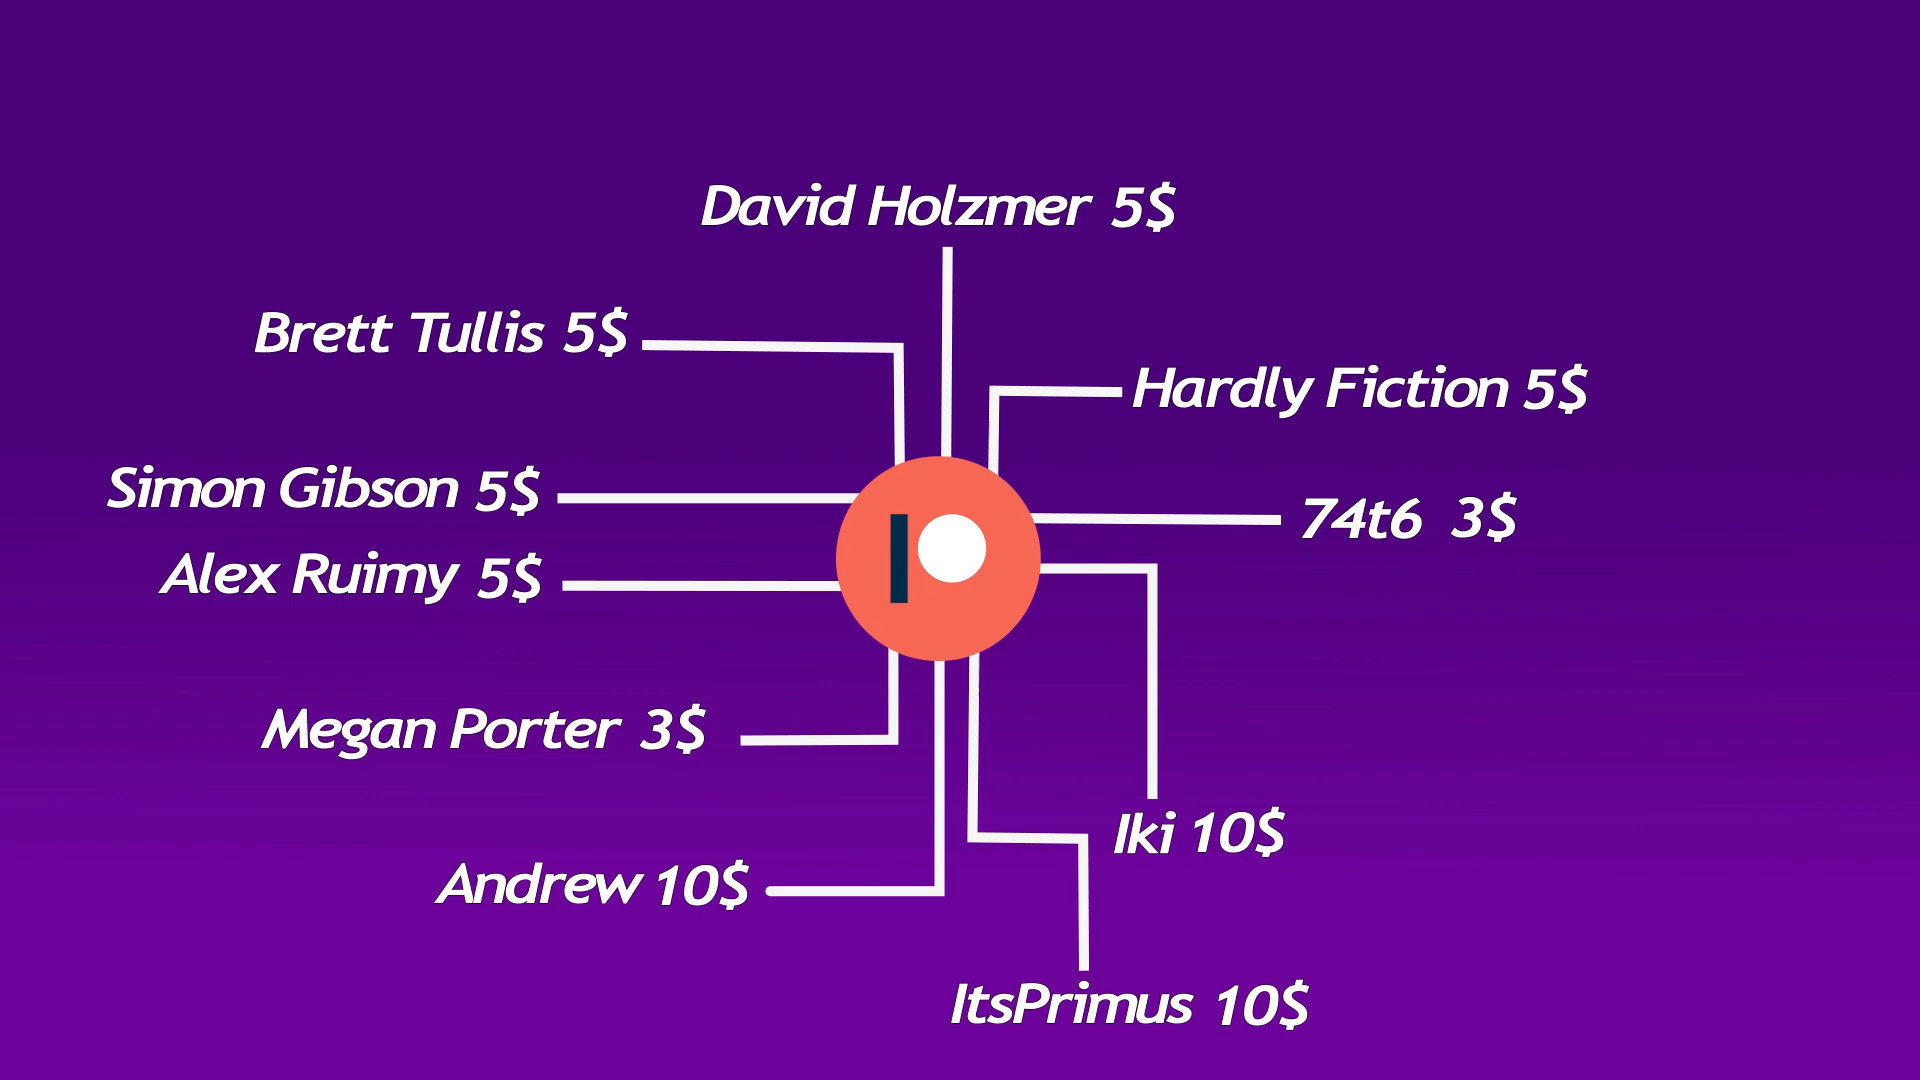 David Holzmer 5$
Brett Tullis 5$
Hardly Fiction 5$
Simon Gibson 5$
74t6 3$
Alex Ruimy 5$
Megan Porter 3$
Iki 10$
Andrew 10$
ItsPrimus 10$